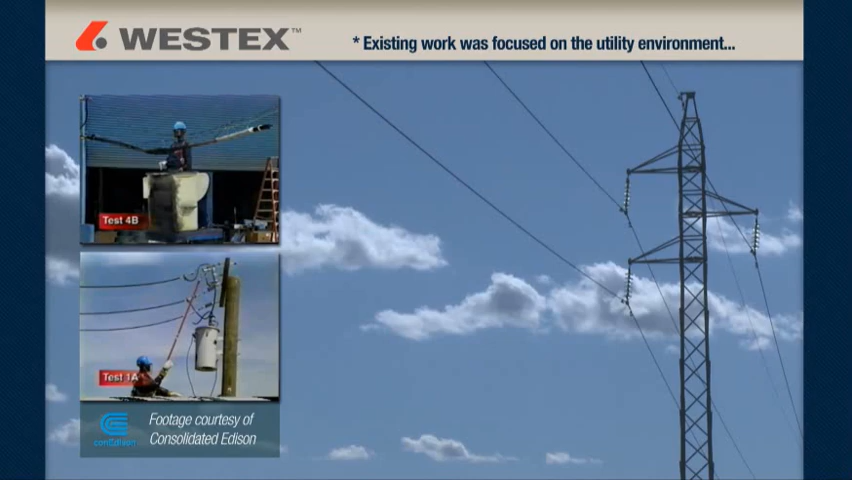 WESTEX™
* Existing work was focused on the utility environment...
Test 4B
Test 1A
conEdison
Footage courtesy of
Consolidated Edison